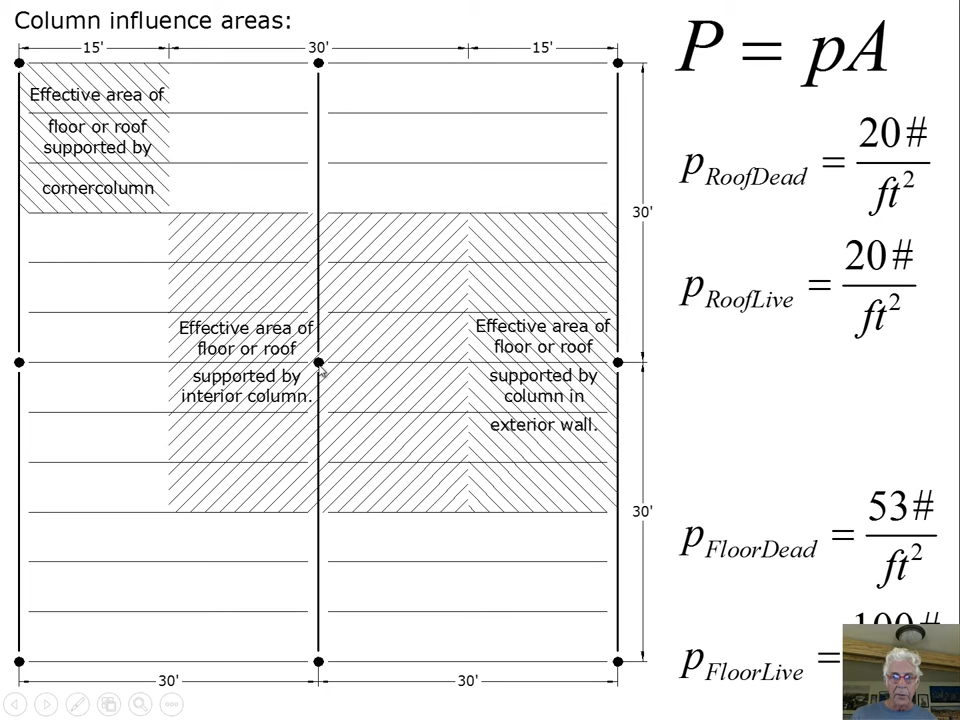 Column influence areas:
15'
30'
15'
Effective area of
floor or roof
supported by
cornercolumn
30'
Effective area of
floor or roof
supported by
interior column.
Effective area of
floor or roof
supported by
column in
exterior wall.
30'
30'
30'
P = pA
p_RoofDead = 20# / ft²
p_RoofLive = 20# / ft²
p_FloorDead = 53# / ft²
p_FloorLive =